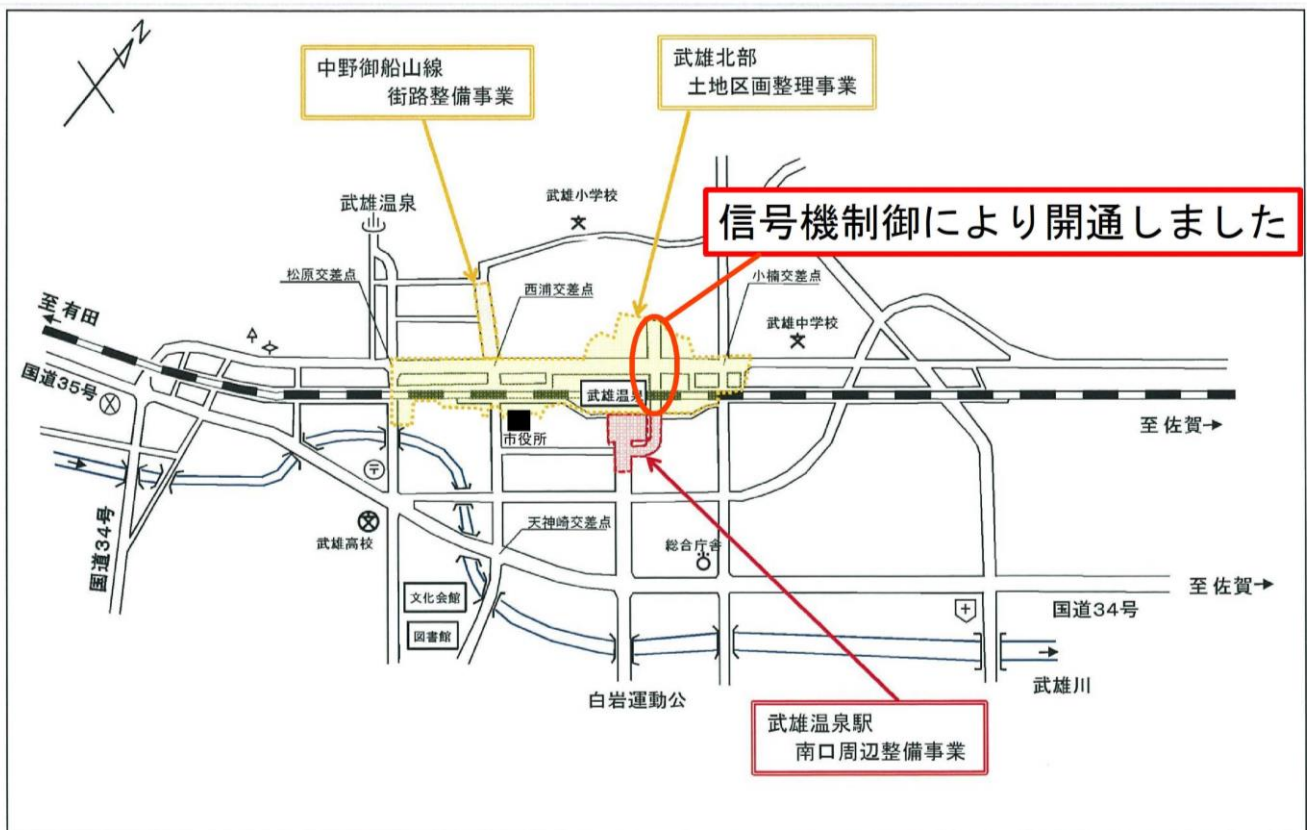 N
中野御船山線
街路整備事業
武雄北部
土地区画整理事業
武雄温泉
武雄小学校
信号機制御により開通しました
松原交差点
西浦交差点
小楠交差点
至有田
武雄中学校
国道35号
武雄温泉
市役所
至佐賀
武雄高校
天神崎交差点
総合庁舎
国道34号
文化会館
図書館
至佐賀
国道34号
白岩運動公
武雄川
武雄温泉駅
南口周辺整備事業